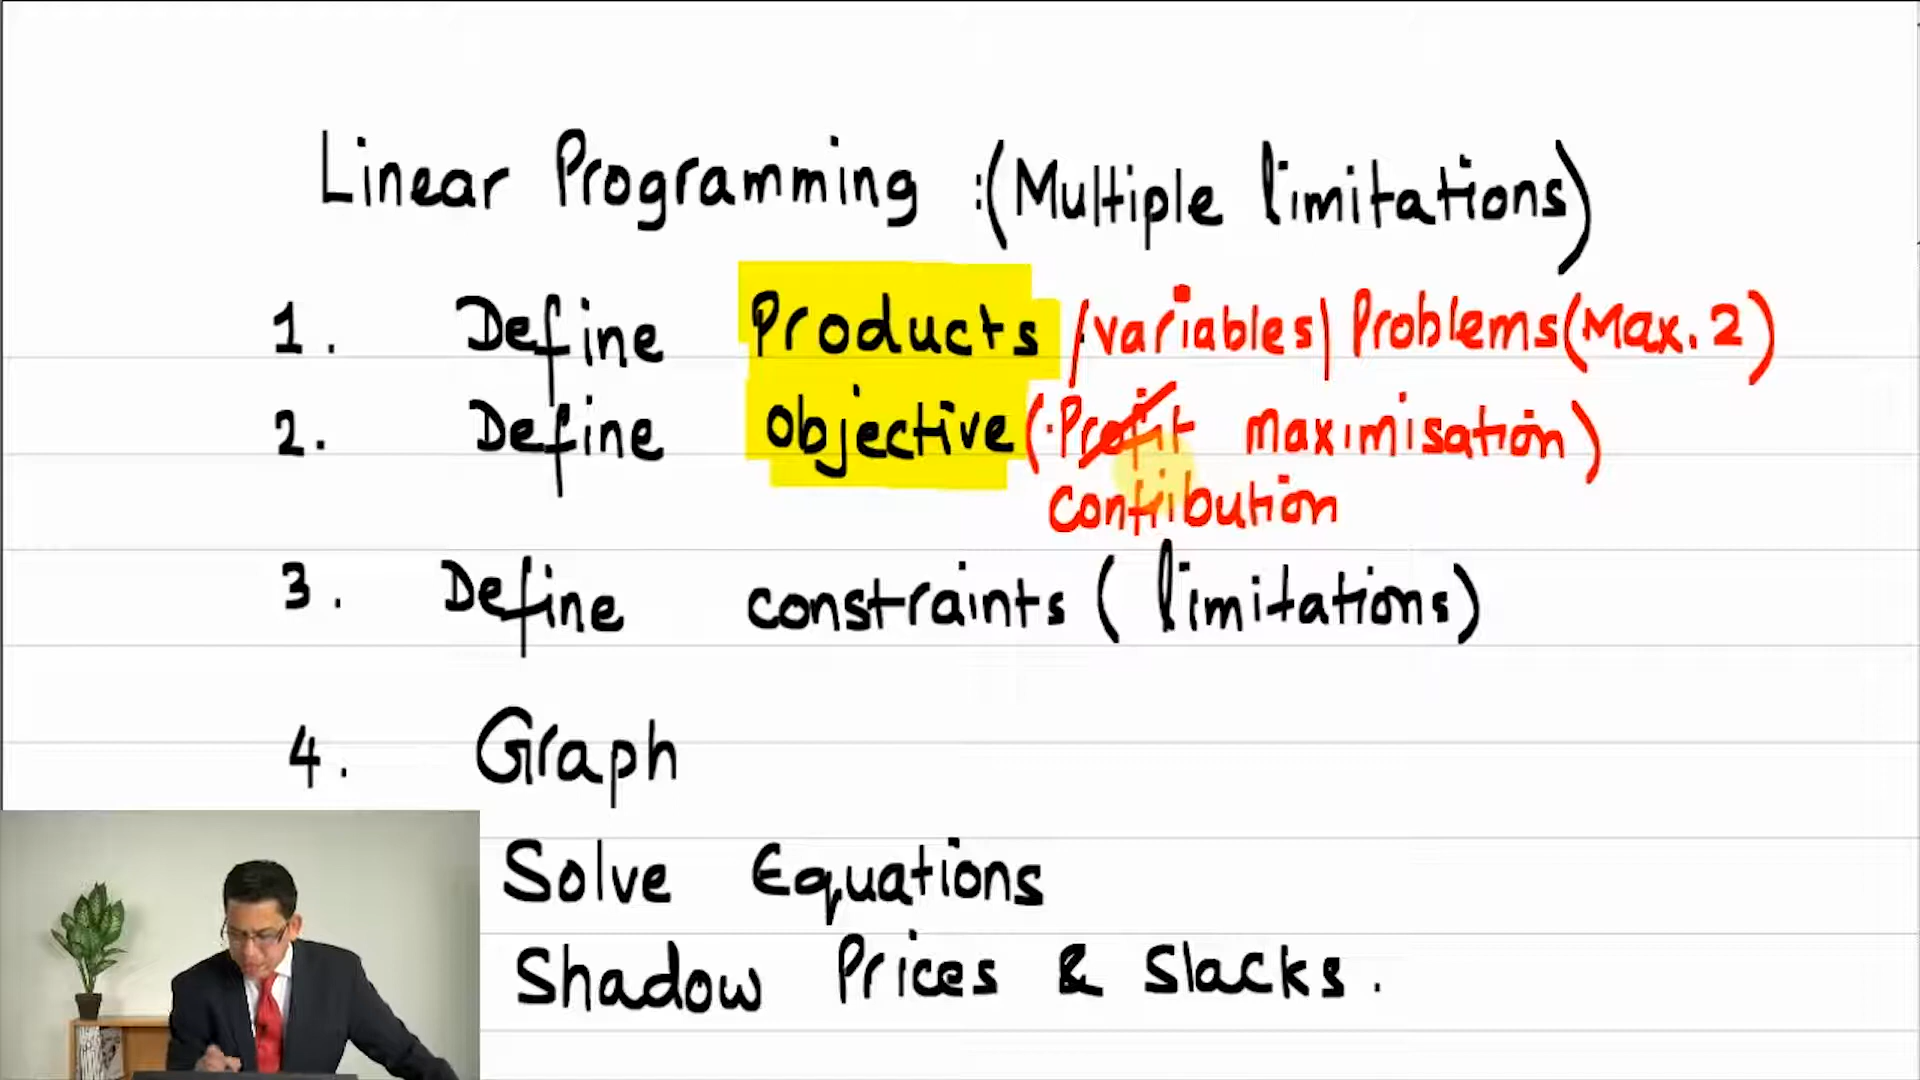 Linear Programming :(Multiple limitations)
1. Define Products /variables/ Problems (Max. 2)
2. Define Objective (Profit maximisation)
Contribution
3. Define constraints (limitations)
4. Graph
Solve Equations
Shadow Prices & Slacks.